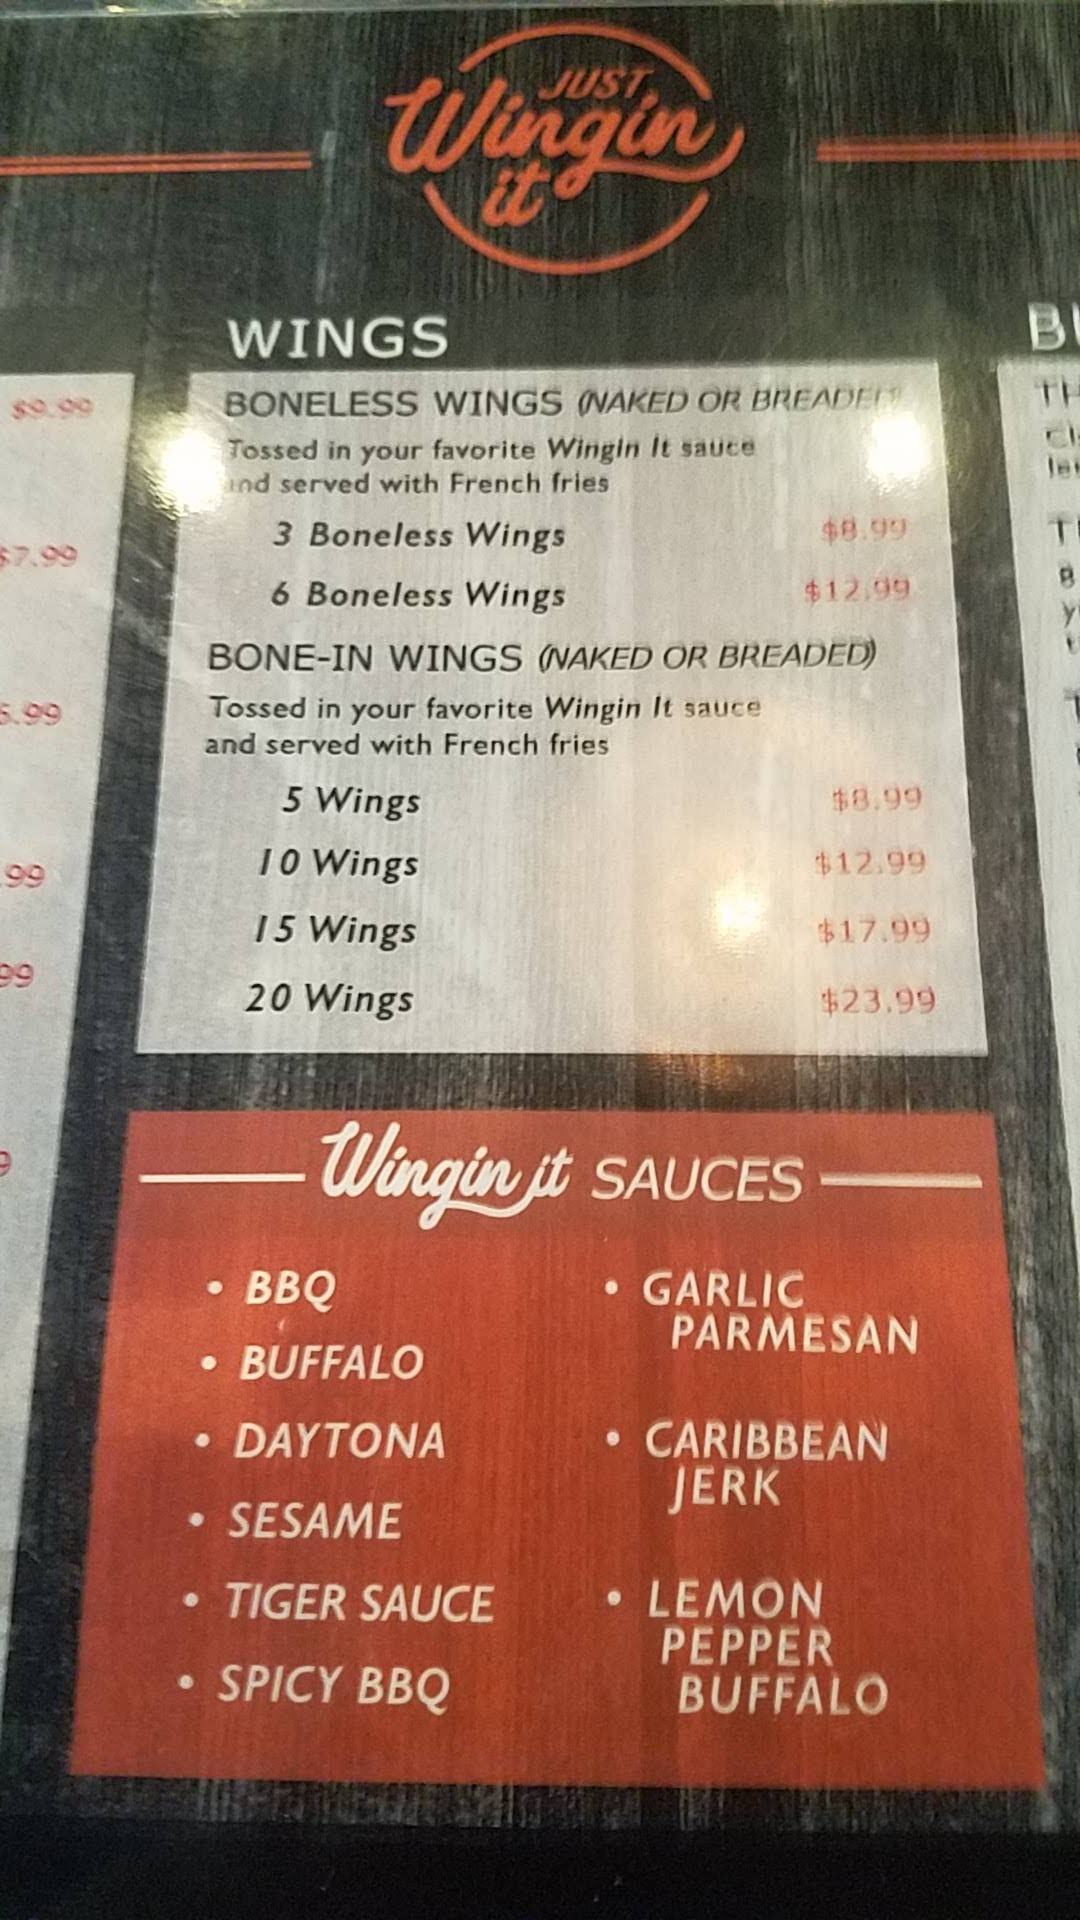 JUST
Wingin
it
WINGS
BONELESS WINGS (NAKED OR BREADED)
Tossed in your favorite Wingin It sauce
and served with French fries
3 Boneless Wings $8.99
6 Boneless Wings $12.99
BONE-IN WINGS (NAKED OR BREADED)
Tossed in your favorite Wingin It sauce
and served with French fries
5 Wings $8.99
10 Wings $12.99
15 Wings $17.99
20 Wings $23.99
Wingin it SAUCES
• BBQ
• BUFFALO
• DAYTONA
• SESAME
• TIGER SAUCE
• SPICY BBQ
• GARLIC
PARMESAN
• CARIBBEAN
JERK
• LEMON
PEPPER
BUFFALO
$9.99
$7.99